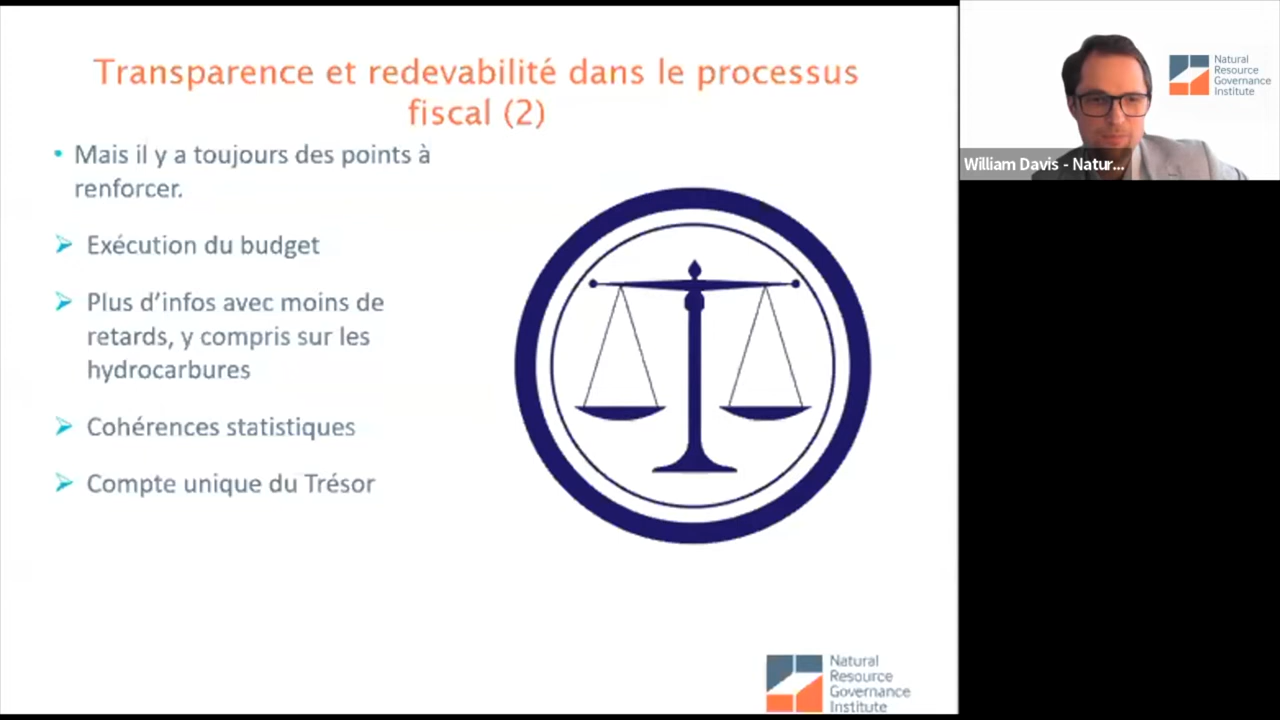 Transparence et redevabilité dans le processus
fiscal (2)
• Mais il y a toujours des points à
renforcer.
➢ Exécution du budget
➢ Plus d’infos avec moins de
retards, y compris sur les
hydrocarbures
➢ Cohérences statistiques
➢ Compte unique du Trésor
Natural
Resource
Governance
Institute
Natural
Resource
Governance
Institute
William Davis - Natur...